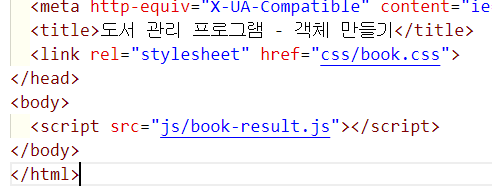 <meta http-equiv="X-UA-Compatible" content="ie
<title>도서 관리 프로그램 - 객체 만들기</title>
<link rel="stylesheet" href="css/book.css">
</head>
<body>
<script src="js/book-result.js"></script>
</body>
</html>